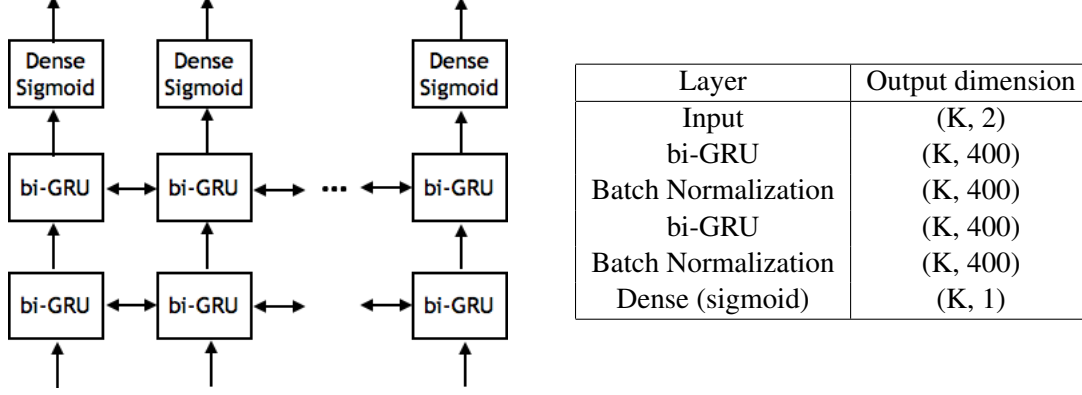 Dense Sigmoid
Dense Sigmoid
Dense Sigmoid
bi-GRU
bi-GRU
...
bi-GRU
bi-GRU
bi-GRU
bi-GRU
Layer Output dimension
Input (K, 2)
bi-GRU (K, 400)
Batch Normalization (K, 400)
bi-GRU (K, 400)
Batch Normalization (K, 400)
Dense (sigmoid) (K, 1)